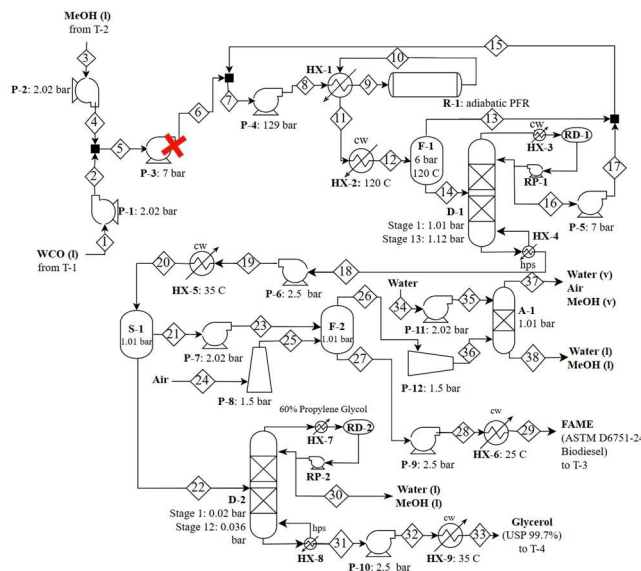 MeOH (l)
from T-2
3
P-2: 2.02 bar
4
5
6
P-3: 7 bar
2
P-1: 2.02 bar
1
WCO (l)
from T-1
7
P-4: 129 bar
8
HX-1
9
10
R-1: adiabatic PFR
11
cw
HX-2: 120 C
12
F-1
6 bar
120 C
13
14
15
cw
HX-3
RD-1
RP-1
16
P-5: 7 bar
17
D-1
Stage 1: 1.01 bar
Stage 13: 1.12 bar
HX-4
hps
18
P-6: 2.5 bar
19
cw
HX-5: 35 C
20
S-1
1.01 bar
21
P-7: 2.02 bar
23
F-2
1.01 bar
Air
24
P-8: 1.5 bar
25
26
27
Water
34
P-11: 2.02 bar
35
P-12: 1.5 bar
36
A-1
1.01 bar
37
Water (v)
Air
MeOH (v)
38
Water (l)
MeOH (l)
P-9: 2.5 bar
28
cw
HX-6: 25 C
29
FAME
(ASTM D6751-24
Biodiesel)
to T-3
22
60% Propylene Glycol
HX-7
RD-2
RP-2
D-2
Stage 1: 0.02 bar
Stage 12: 0.036
bar
30
Water (l)
MeOH (l)
hps
HX-8
31
P-10: 2.5 bar
32
cw
HX-9: 35 C
33
Glycerol
(USP 99.7%)
to T-4